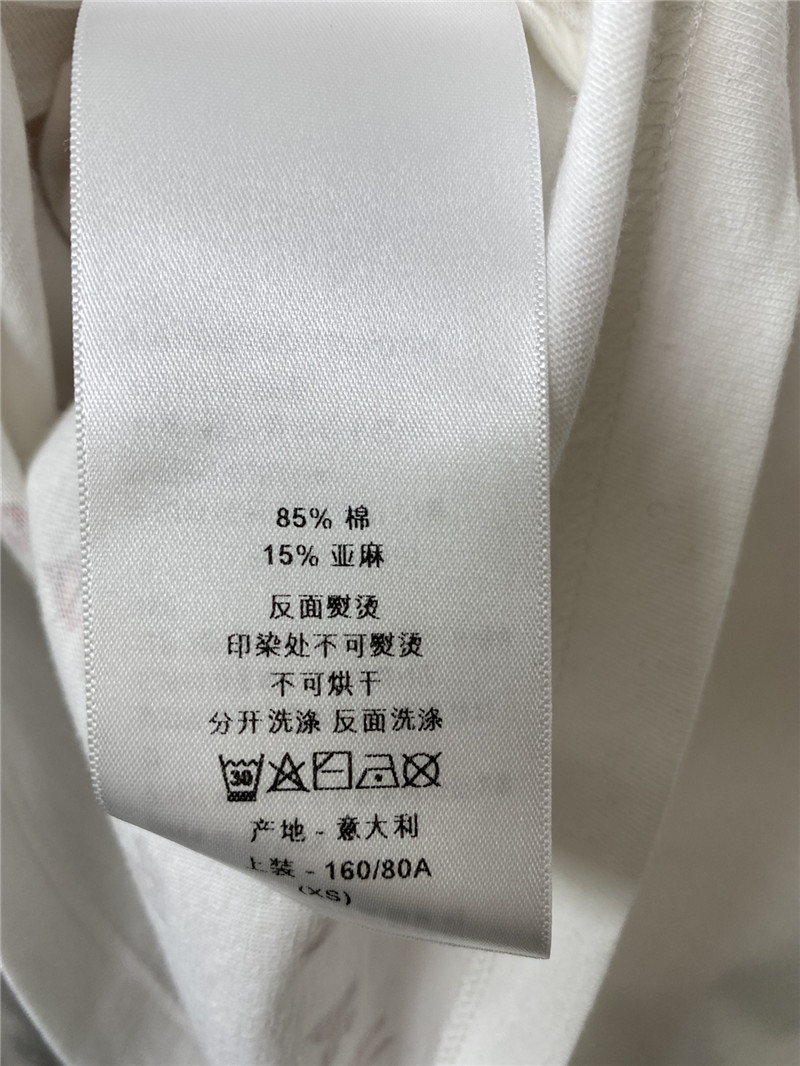 85% 棉
15% 亚麻
反面熨烫
印染处不可熨烫
不可烘干
分开洗涤 反面洗涤
30
产地 - 意大利
上装 - 160/80A
(XS)